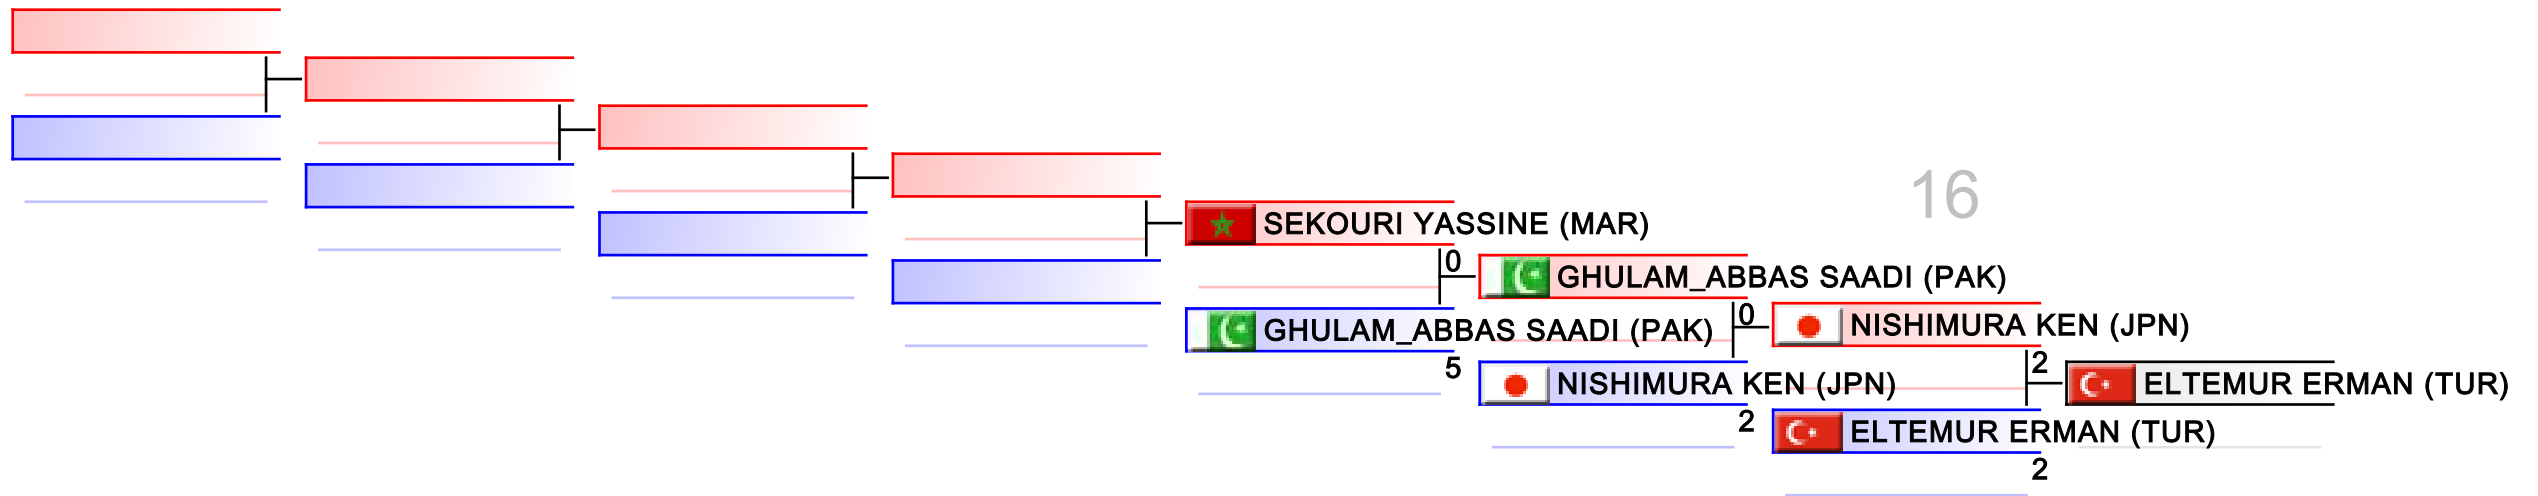 16
SEKOURI YASSINE (MAR)
0
GHULAM_ABBAS SAADI (PAK)
GHULAM_ABBAS SAADI (PAK)
0
NISHIMURA KEN (JPN)
5
NISHIMURA KEN (JPN)
2
ELTEMUR ERMAN (TUR)
2
ELTEMUR ERMAN (TUR)
2